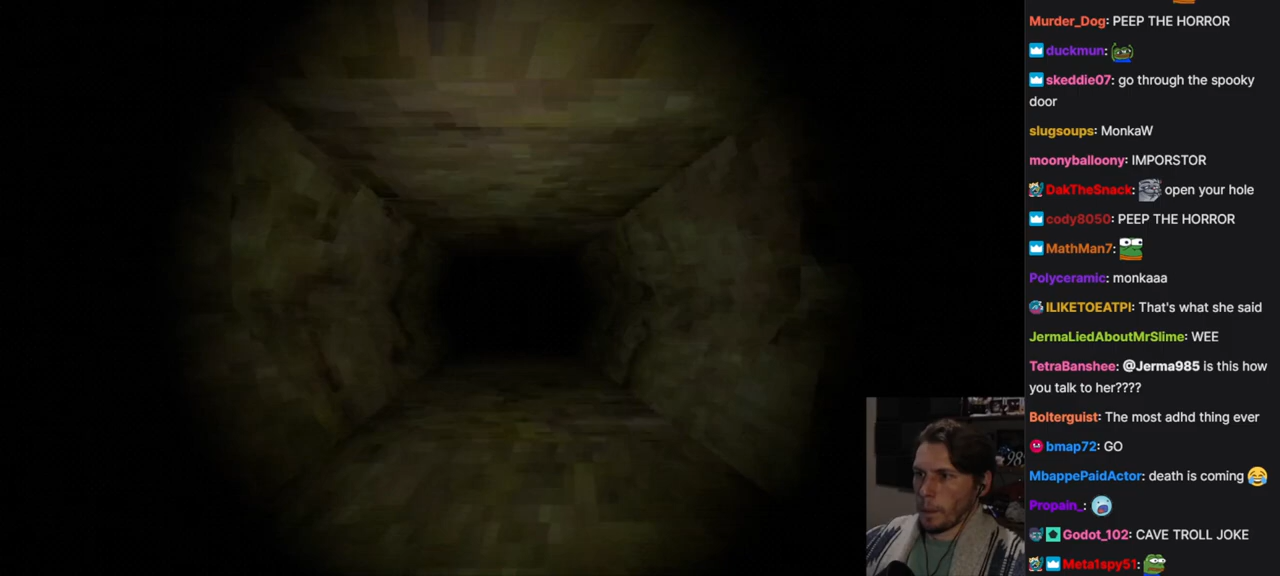 Murder_Dog: PEEP THE HORROR
duckmun:
skeddie07: go through the spooky
door
slugsoups: MonkaW
moonyballoony: IMPORSTOR
DakTheSnack: open your hole
cody8050: PEEP THE HORROR
MathMan7:
Polyceramic: monkaaa
ILIKETOEATPI: That's what she said
JermaLiedAboutMrSlime: WEE
TetraBanshee: @Jerma985 is this how
you talk to her????
Bolterguist: The most adhd thing ever
bmap72: GO
MbappePaidActor: death is coming 😂
Propain_:
Godot_102: CAVE TROLL JOKE
Meta1spy51: